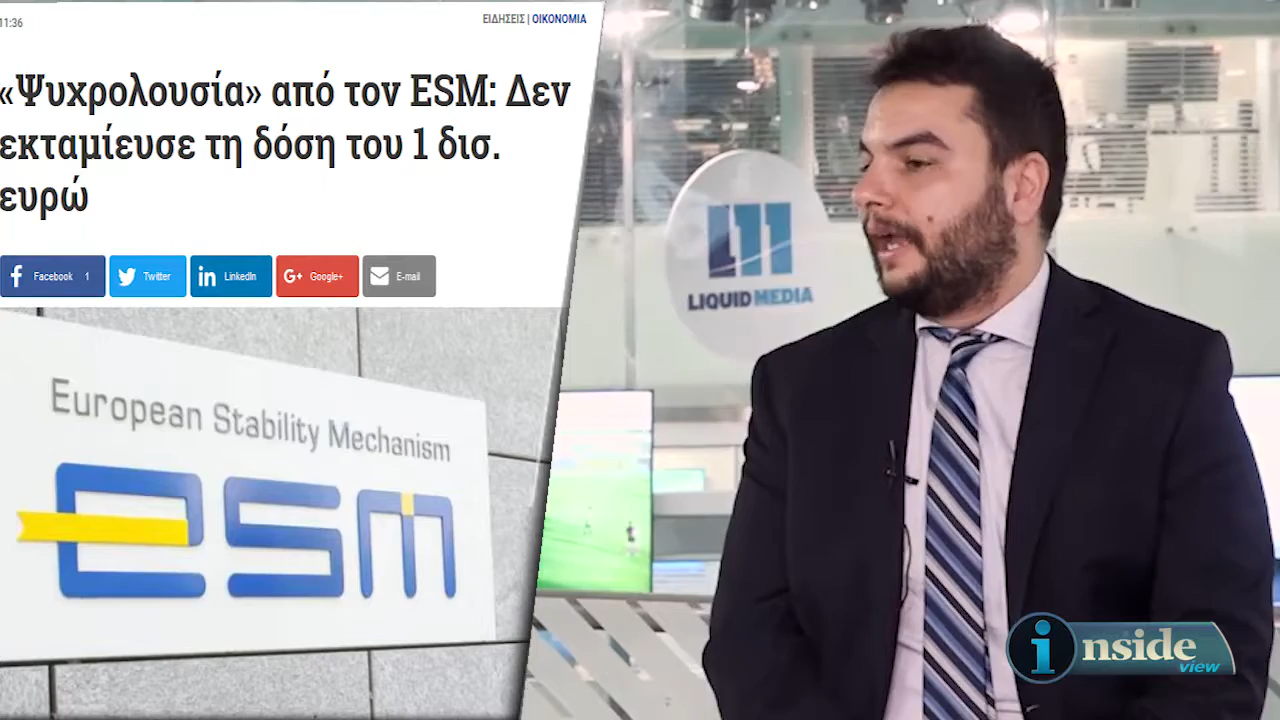 11:36
ΕΙΔΗΣΕΙΣ | ΟΙΚΟΝΟΜΙΑ
«Ψυχρολουσία» από τον ESM: Δεν
εκταμίευσε τη δόση του 1 δισ.
ευρώ
Facebook 1
Twitter
LinkedIn
G+ Google+
E-mail
European Stability Mechanism
esm
LIQUID MEDIA
inside
view